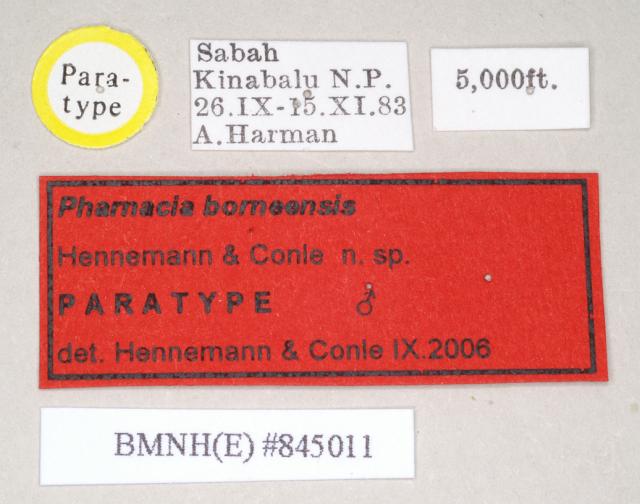 Para-
type
Sabah
Kinabalu N.P.
26.IX-15.XI.83
A.Harman
5,000ft.
Pharnacia borneensis
Hennemann & Conle n. sp.
PARATYPE ♂
det. Hennemann & Conle IX.2006
BMNH(E) #845011